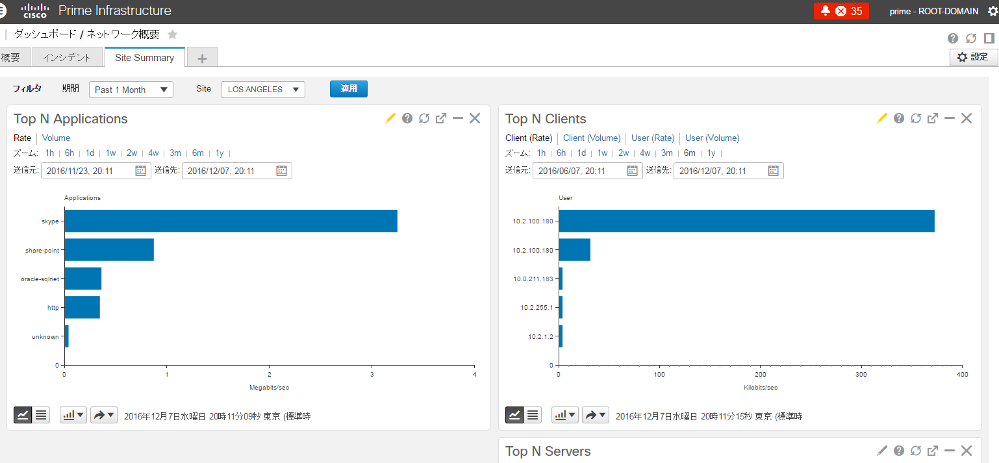 cisco Prime Infrastructure 35 prime - ROOT-DOMAIN
ダッシュボード / ネットワーク概要
概要 インシデント Site Summary + 設定
フィルタ 期間 Past 1 Month Site LOS ANGELES 適用
Top N Applications
Rate Volume
ズーム: 1h 6h 1d 1w 2w 4w 3m 6m 1y
送信元: 2016/11/23, 20:11 送信先: 2016/12/07, 20:11
Applications
skype
share-point
oracle-sqlnet
http
unknown
0
0 1 2 3 4
Megabits/sec
2016年12月7日水曜日 20時11分09秒 東京 (標準時
Top N Clients
Client (Rate) Client (Volume) User (Rate) User (Volume)
ズーム: 1h 6h 1d 1w 2w 4w 3m 6m 1y
送信元: 2016/06/07, 20:11 送信先: 2016/12/07, 20:11
User
10.2.100.180
10.2.100.180
10.0.211.183
10.2.255.1
10.2.1.2
0
0 100 200 300 400
Kilobits/sec
2016年12月7日水曜日 20時11分15秒 東京 (標準時
Top N Servers